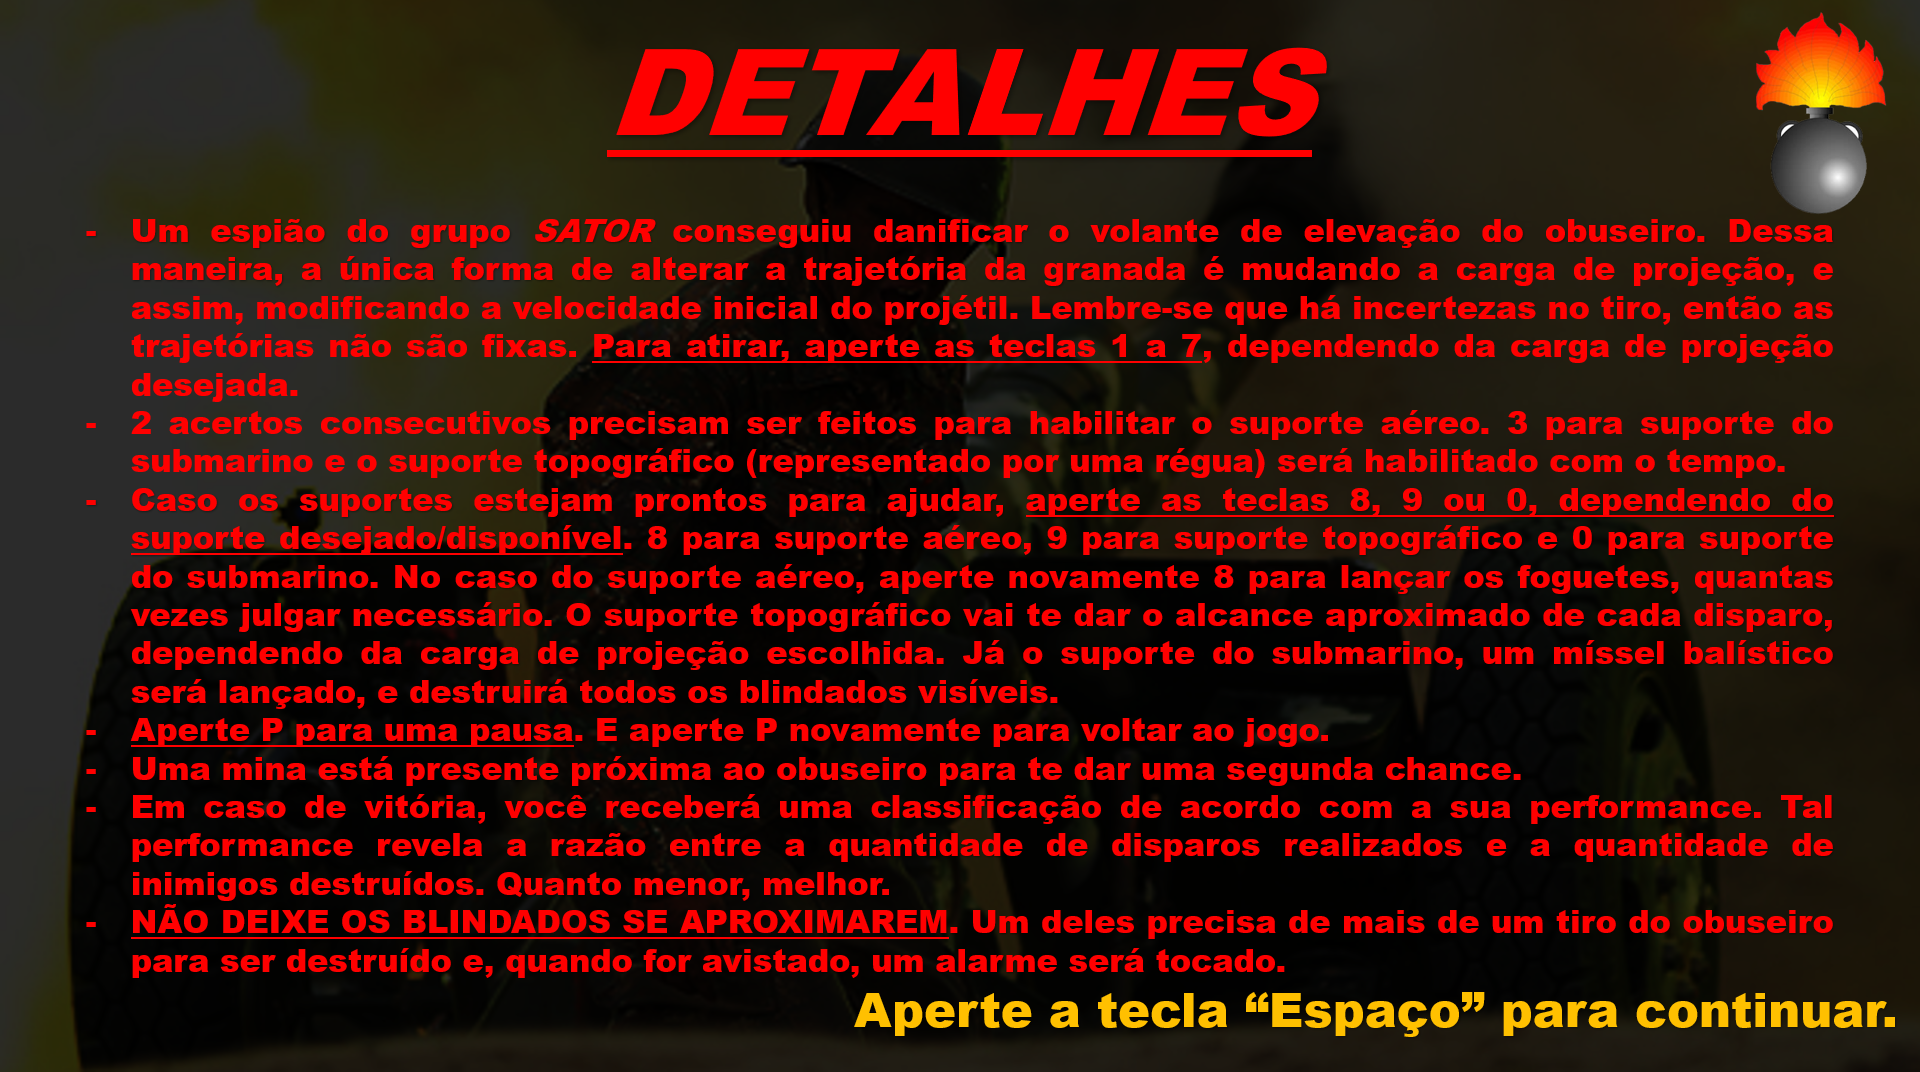 DETALHES
- Um espião do grupo SATOR conseguiu danificar o volante de elevação do obuseiro. Dessa
maneira, a única forma de alterar a trajetória da granada é mudando a carga de projeção, e
assim, modificando a velocidade inicial do projétil. Lembre-se que há incertezas no tiro, então as
trajetórias não são fixas. Para atirar, aperte as teclas 1 a 7, dependendo da carga de projeção
desejada.
- 2 acertos consecutivos precisam ser feitos para habilitar o suporte aéreo. 3 para suporte do
submarino e o suporte topográfico (representado por uma régua) será habilitado com o tempo.
- Caso os suportes estejam prontos para ajudar, aperte as teclas 8, 9 ou 0, dependendo do
suporte desejado/disponível. 8 para suporte aéreo, 9 para suporte topográfico e 0 para suporte
do submarino. No caso do suporte aéreo, aperte novamente 8 para lançar os foguetes, quantas
vezes julgar necessário. O suporte topográfico vai te dar o alcance aproximado de cada disparo,
dependendo da carga de projeção escolhida. Já o suporte do submarino, um míssel balístico
será lançado, e destruirá todos os blindados visíveis.
- Aperte P para uma pausa. E aperte P novamente para voltar ao jogo.
- Uma mina está presente próxima ao obuseiro para te dar uma segunda chance.
- Em caso de vitória, você receberá uma classificação de acordo com a sua performance. Tal
performance revela a razão entre a quantidade de disparos realizados e a quantidade de
inimigos destruídos. Quanto menor, melhor.
- NÃO DEIXE OS BLINDADOS SE APROXIMAREM. Um deles precisa de mais de um tiro do obuseiro
para ser destruído e, quando for avistado, um alarme será tocado.
Aperte a tecla “Espaço” para continuar.